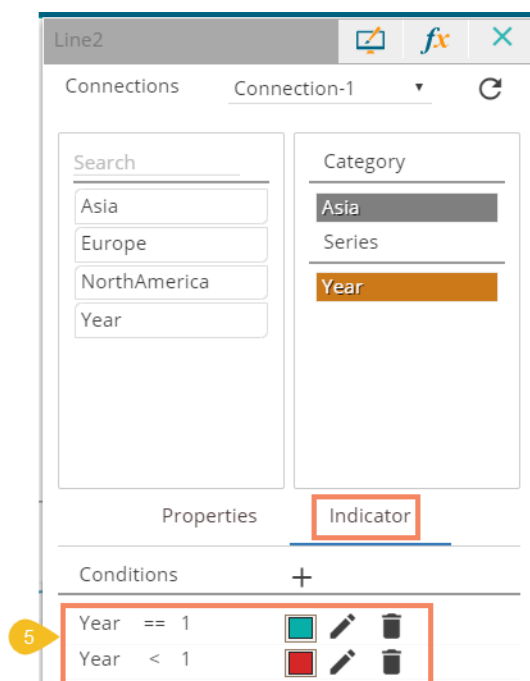 Line2 fx
Connections Connection-1
Search
Asia
Europe
NorthAmerica
Year
Category
Asia
Series
Year
Properties Indicator
Conditions +
5
Year == 1
Year < 1